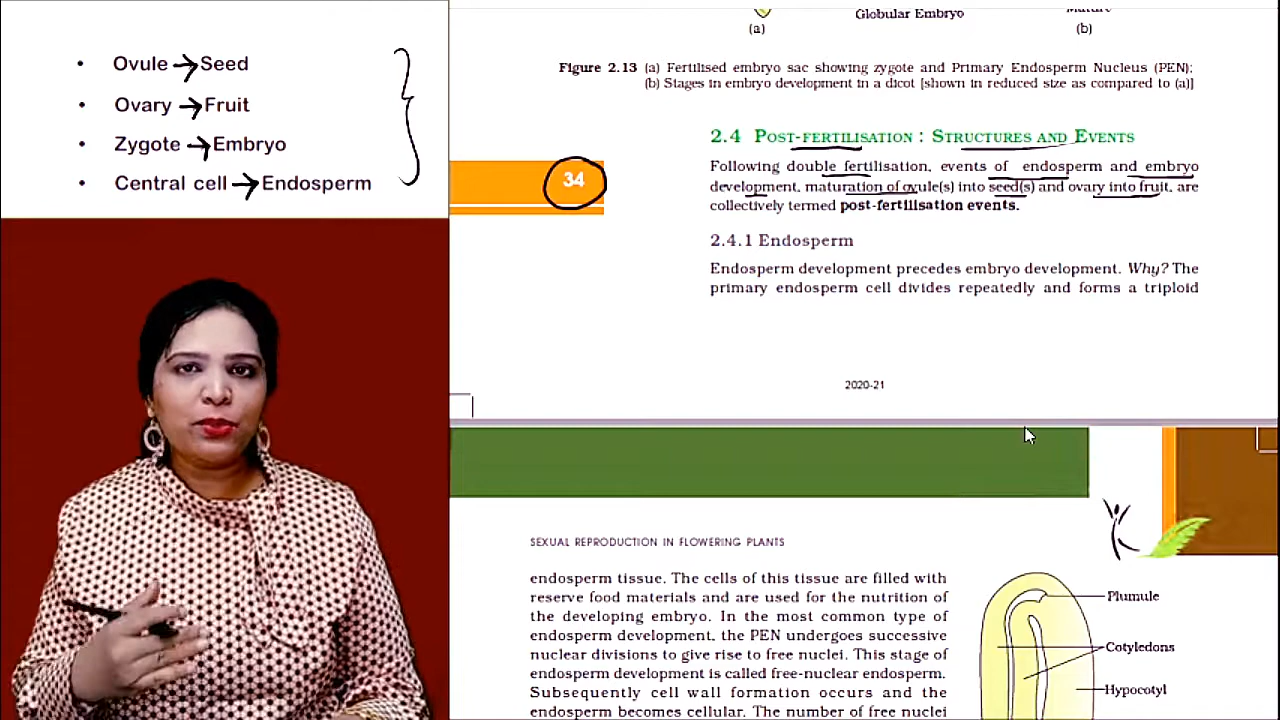 • Ovule → Seed
• Ovary → Fruit
• Zygote → Embryo
• Central cell → Endosperm
Globular Embryo
(a)
(b)
Figure 2.13 (a) Fertilised embryo sac showing zygote and Primary Endosperm Nucleus (PEN);
(b) Stages in embryo development in a dicot [shown in reduced size as compared to (a)]
2.4 Post-fertilisation : Structures and Events
34
Following double fertilisation, events of endosperm and embryo
development, maturation of ovule(s) into seed(s) and ovary into fruit, are
collectively termed post-fertilisation events.
2.4.1 Endosperm
Endosperm development precedes embryo development. Why? The
primary endosperm cell divides repeatedly and forms a triploid
2020-21
SEXUAL REPRODUCTION IN FLOWERING PLANTS
endosperm tissue. The cells of this tissue are filled with
reserve food materials and are used for the nutrition of
the developing embryo. In the most common type of
endosperm development, the PEN undergoes successive
nuclear divisions to give rise to free nuclei. This stage of
endosperm development is called free-nuclear endosperm.
Subsequently cell wall formation occurs and the
endosperm becomes cellular. The number of free nuclei
Plumule
Cotyledons
Hypocotyl